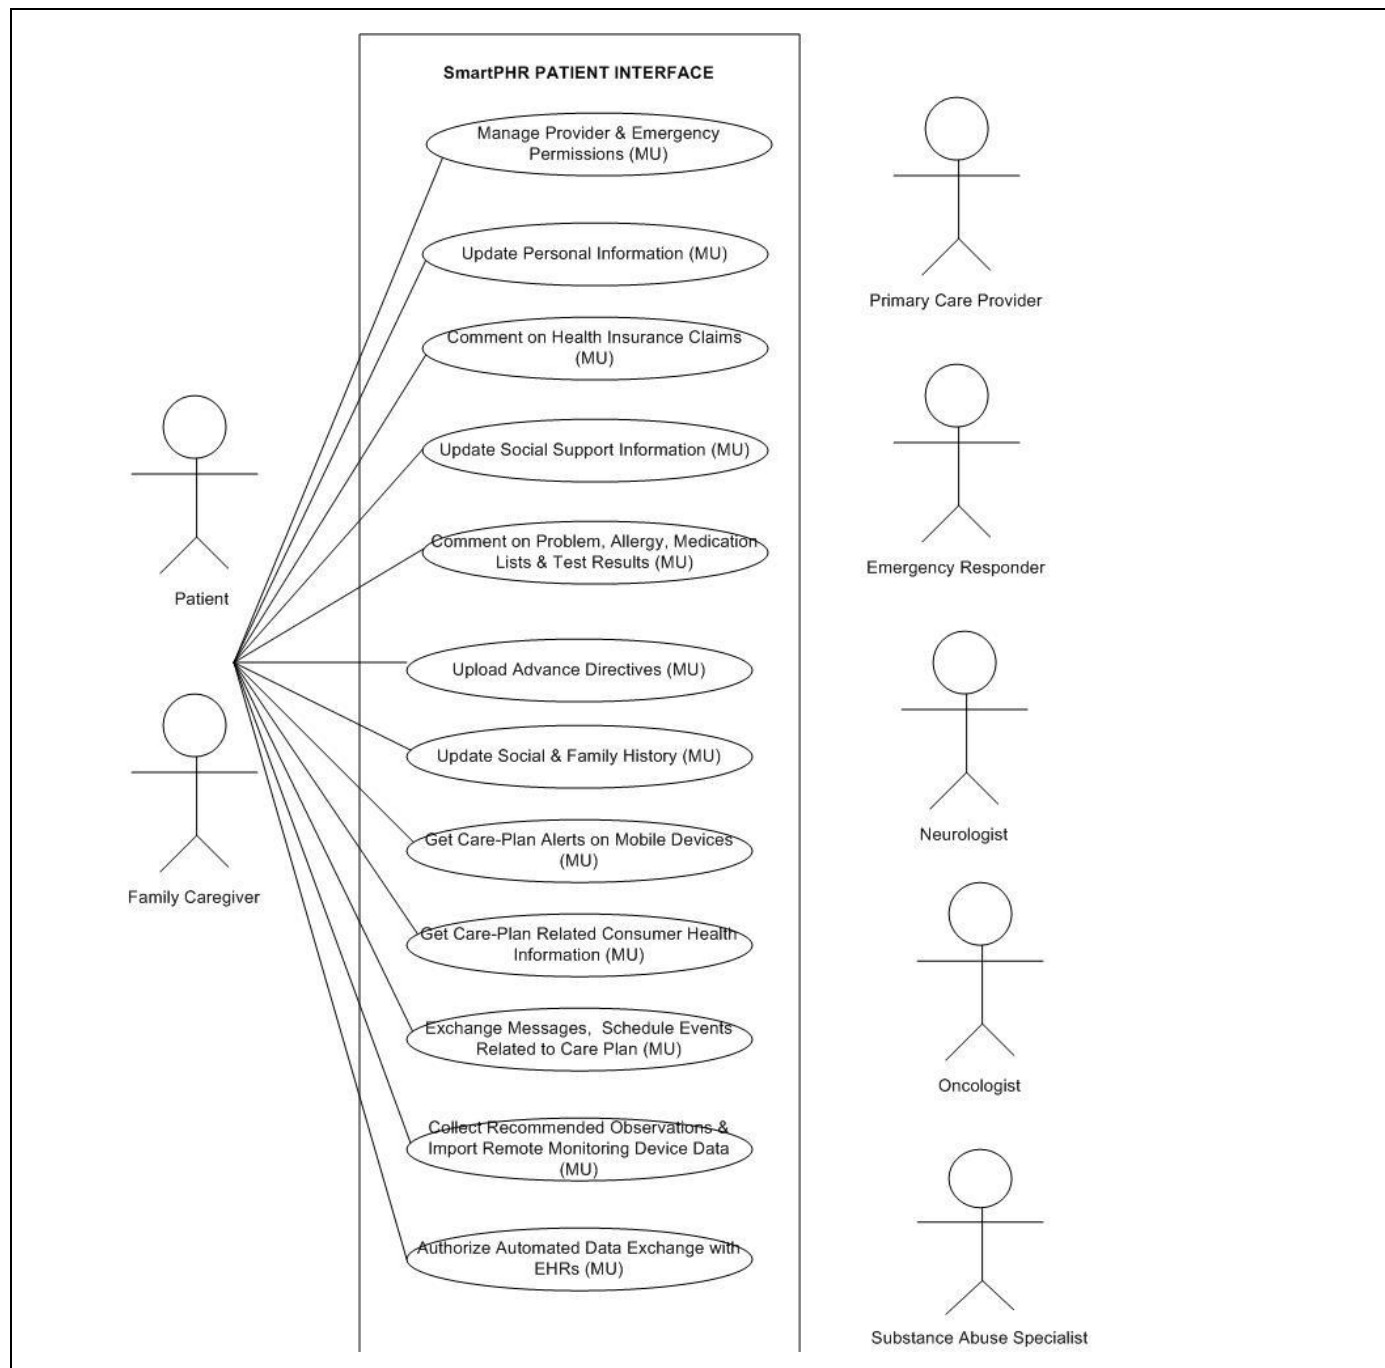 SmartPHR PATIENT INTERFACE
Manage Provider & Emergency
Permissions (MU)
Update Personal Information (MU)
Comment on Health Insurance Claims
(MU)
Update Social Support Information (MU)
Comment on Problem, Allergy, Medication
Lists & Test Results (MU)
Upload Advance Directives (MU)
Update Social & Family History (MU)
Get Care-Plan Alerts on Mobile Devices
(MU)
Get Care-Plan Related Consumer Health
Information (MU)
Exchange Messages, Schedule Events
Related to Care Plan (MU)
Collect Recommended Observations &
Import Remote Monitoring Device Data
(MU)
Authorize Automated Data Exchange with
EHRs (MU)
Patient
Family Caregiver
Primary Care Provider
Emergency Responder
Neurologist
Oncologist
Substance Abuse Specialist